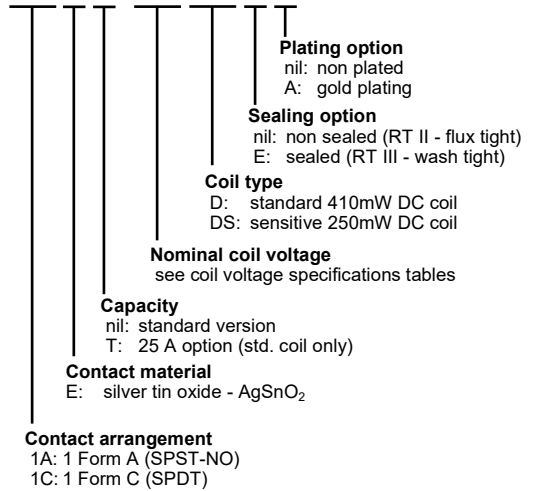 Plating option
nil: non plated
A: gold plating
Sealing option
nil: non sealed (RT II - flux tight)
E: sealed (RT III - wash tight)
Coil type
D: standard 410mW DC coil
DS: sensitive 250mW DC coil
Nominal coil voltage
see coil voltage specifications tables
Capacity
nil: standard version
T: 25 A option (std. coil only)
Contact material
E: silver tin oxide - AgSnO₂
Contact arrangement
1A: 1 Form A (SPST-NO)
1C: 1 Form C (SPDT)